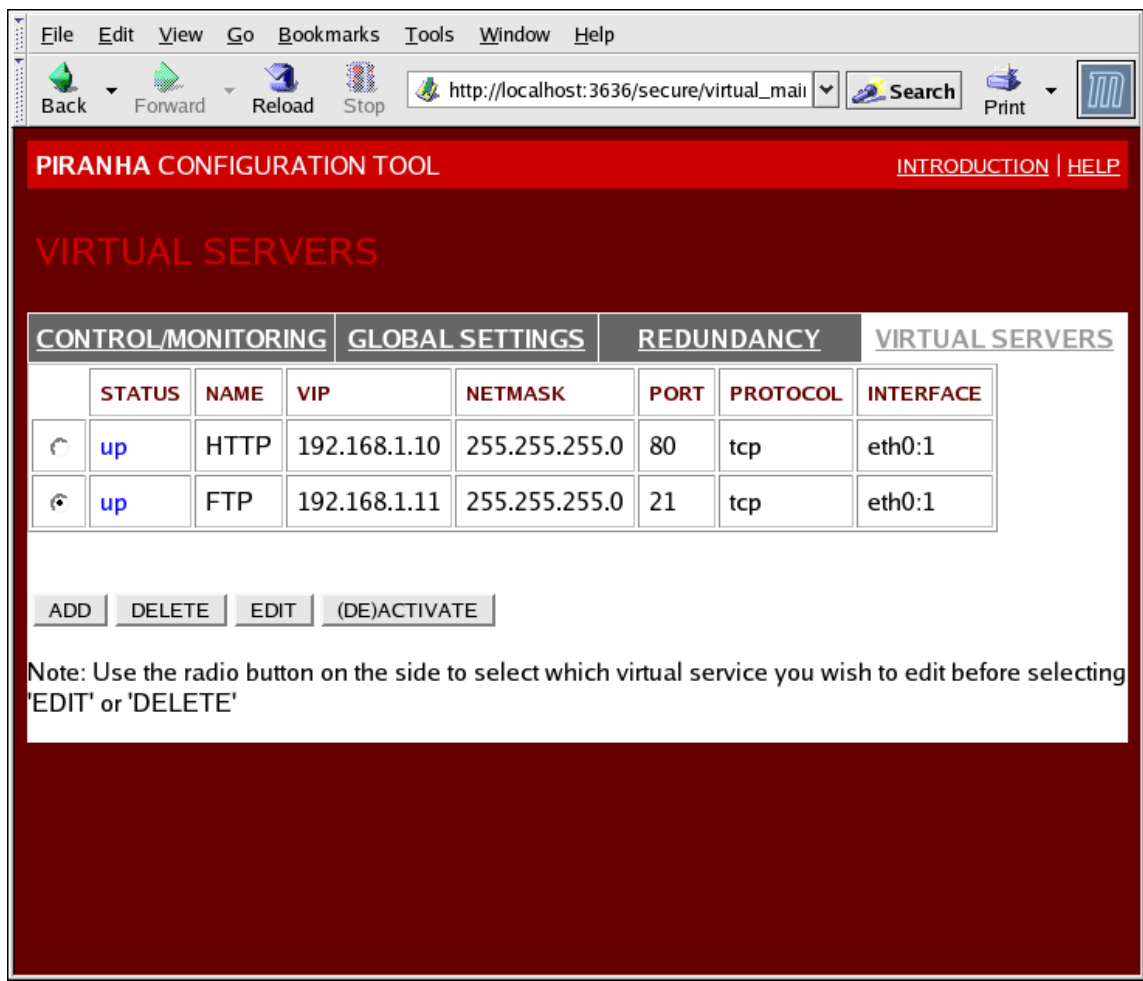 File Edit View Go Bookmarks Tools Window Help
Back Forward Reload Stop http://localhost:3636/secure/virtual_mai Search Print
PIRANHA CONFIGURATION TOOL INTRODUCTION | HELP
VIRTUAL SERVERS
CONTROL/MONITORING GLOBAL SETTINGS REDUNDANCY VIRTUAL SERVERS
STATUS NAME VIP NETMASK PORT PROTOCOL INTERFACE
up HTTP 192.168.1.10 255.255.255.0 80 tcp eth0:1
up FTP 192.168.1.11 255.255.255.0 21 tcp eth0:1
ADD DELETE EDIT (DE)ACTIVATE
Note: Use the radio button on the side to select which virtual service you wish to edit before selecting
'EDIT' or 'DELETE'